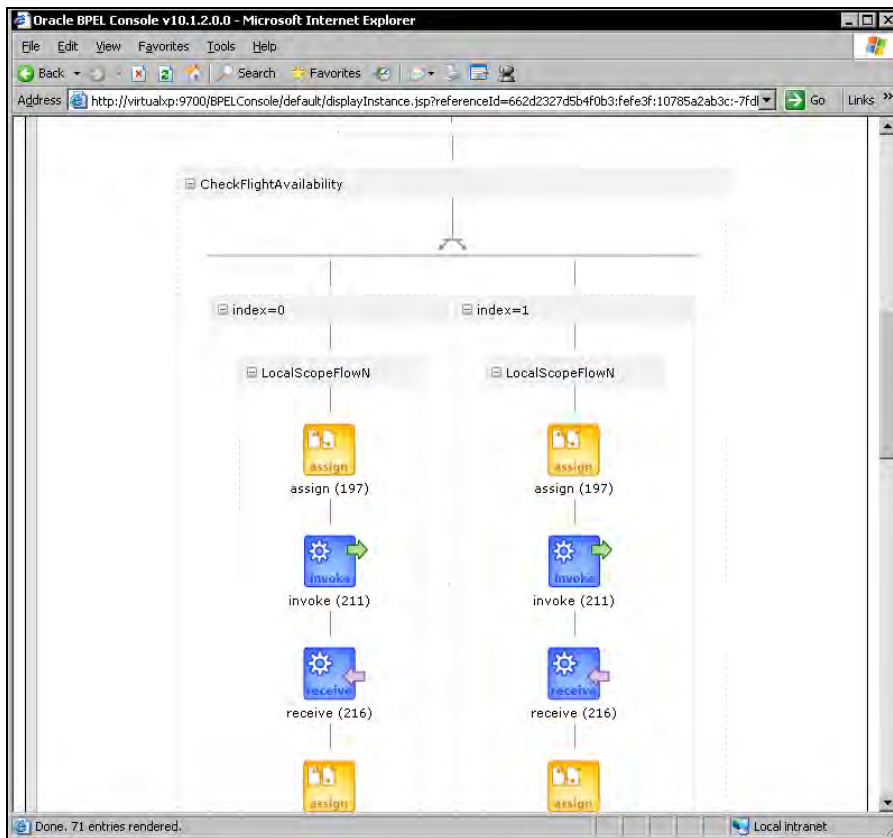 Oracle BPEL Console v10.1.2.0.0 - Microsoft Internet Explorer
File Edit View Favorites Tools Help
Back Search Favorites
Address http://virtualxp:9700/BPELConsole/default/displayInstance.jsp?referenceId=662d2327d5b4f0b3:fefe3f:10785a2ab3c:-7fd Go Links »
CheckFlightAvailability
index=0 index=1
LocalScopeFlowN LocalScopeFlowN
assign assign
assign (197) assign (197)
invoke invoke
invoke (211) invoke (211)
receive receive
receive (216) receive (216)
assign assign
Done. 71 entries rendered. Local intranet